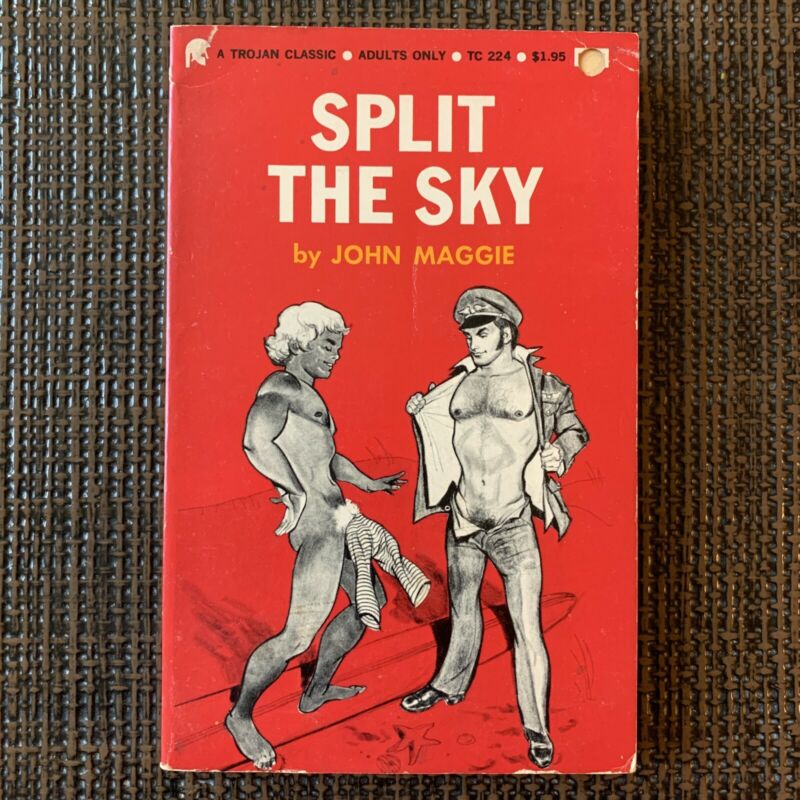 A TROJAN CLASSIC • ADULTS ONLY • TC 224 • $1.95
SPLIT
THE SKY
by JOHN MAGGIE